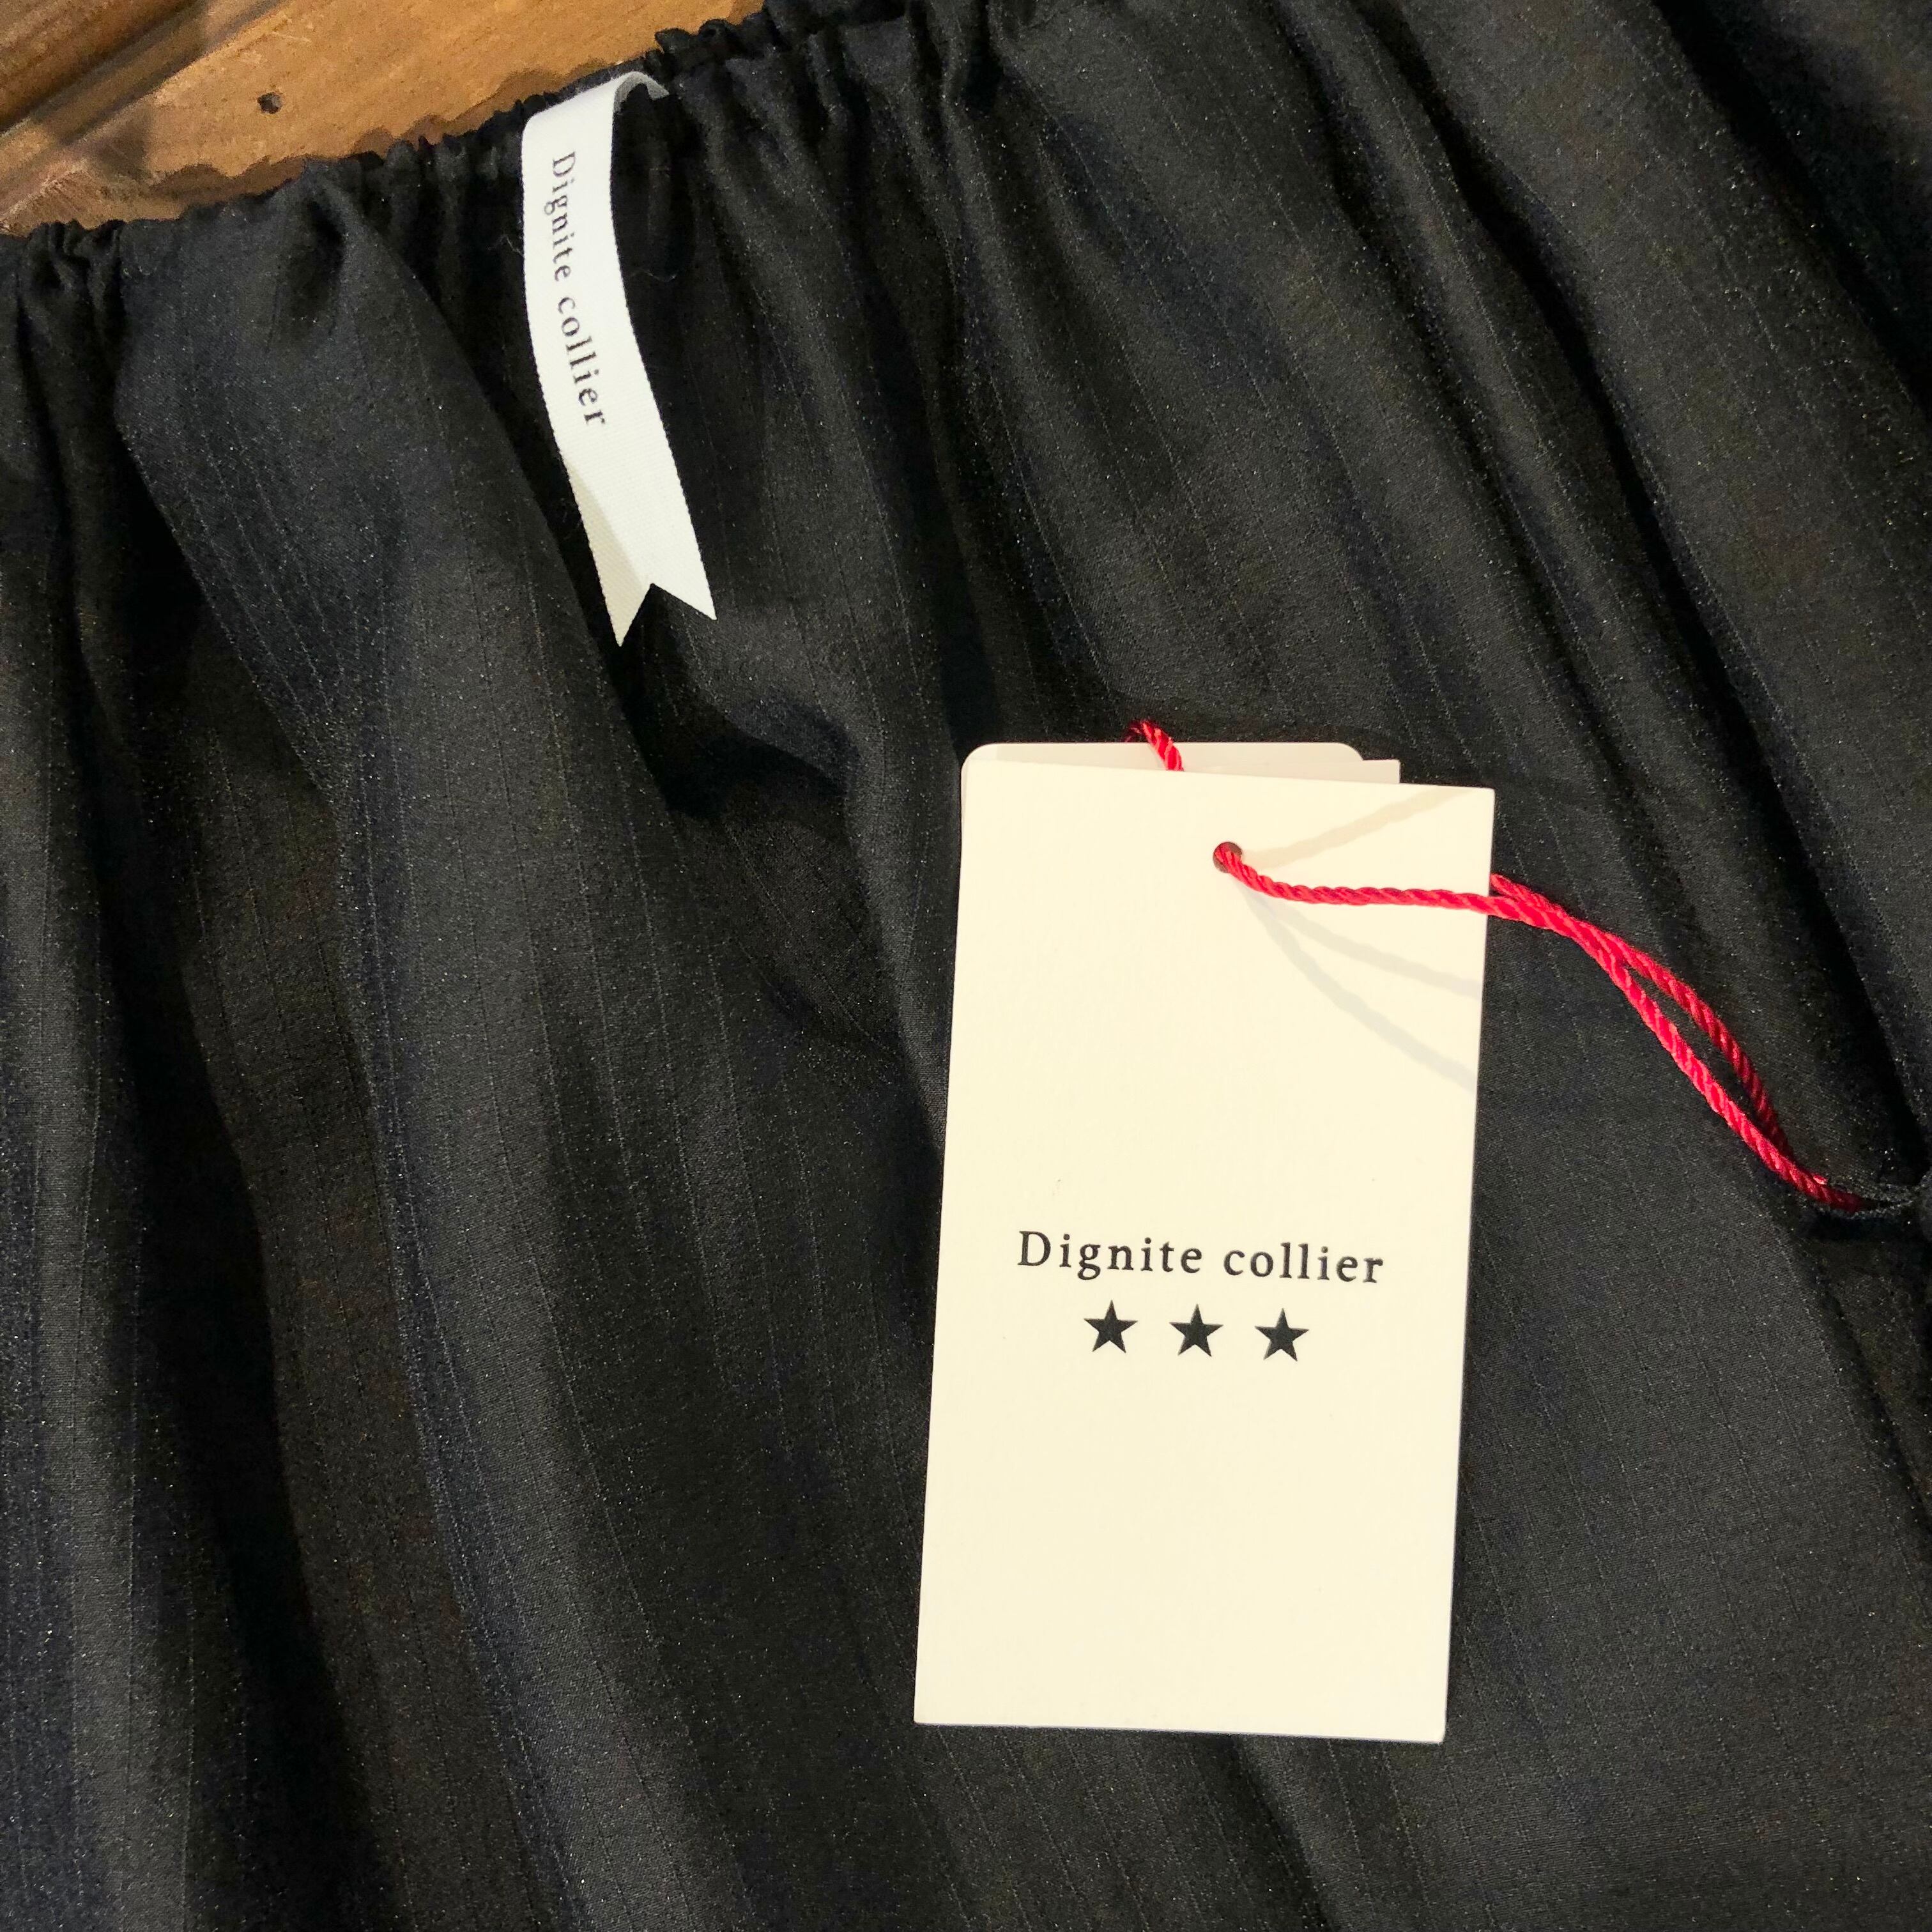 Dignite collier
Dignite collier
★ ★ ★